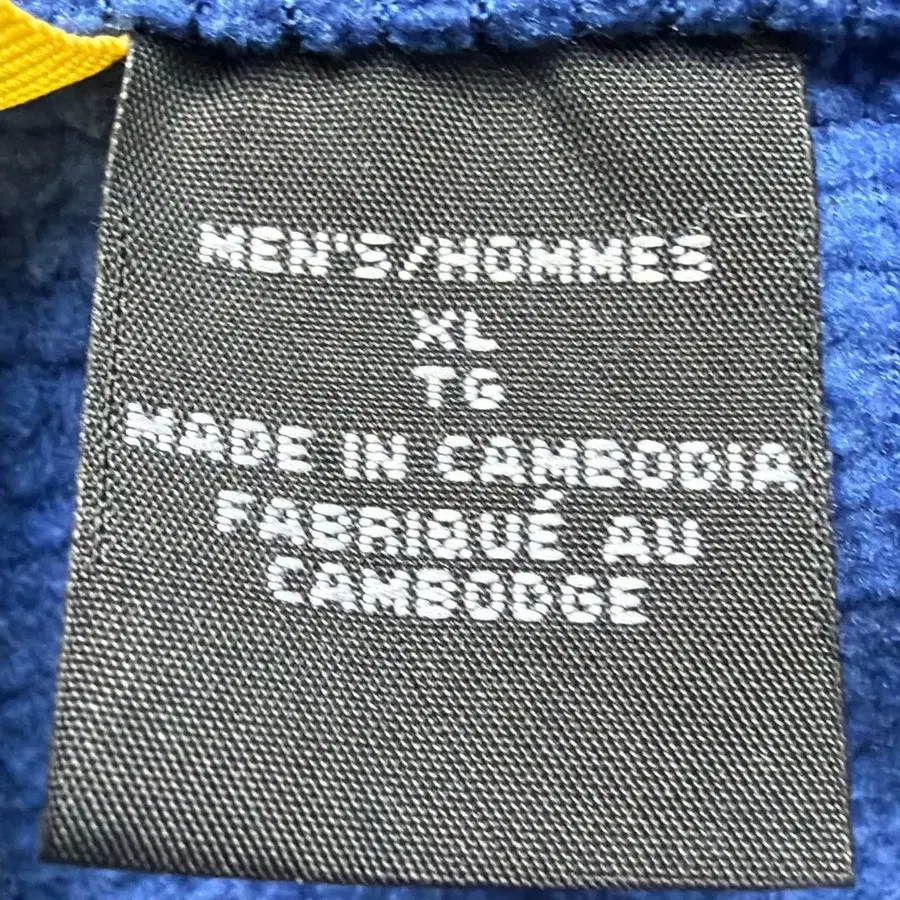 MEN'S/HOMMES
XL
TG
MADE IN CAMBODIA
FABRIQUÉ AU
CAMBODGE